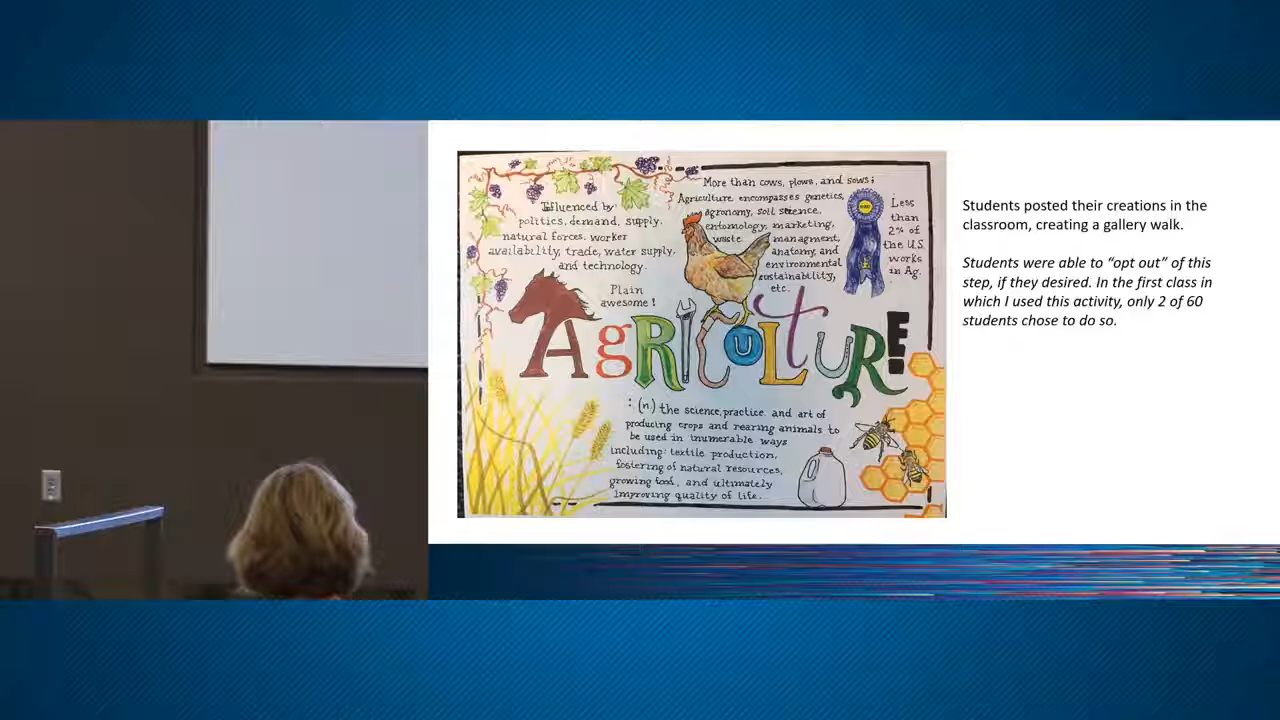 Influenced by
politics, demand, supply,
natural forces, worker
availability, trade, water supply,
and technology.
Plain
awesome!
More than cows, plows, and sows;
Agriculture encompasses genetics,
agronomy, soil science,
entomology, marketing,
waste managment,
anatomy, and
environmental
sustainability,
etc.
Less
than
2% of
the U.S.
works
in Ag.
AgRICULtURE!
: (n.) the science, practice and art of
producing crops and rearing animals to
be used in inumerable ways
including: textile production,
fostering of natural resources,
growing food, and ultimately
improving quality of life.
Students posted their creations in the
classroom, creating a gallery walk.
Students were able to “opt out” of this
step, if they desired. In the first class in
which I used this activity, only 2 of 60
students chose to do so.